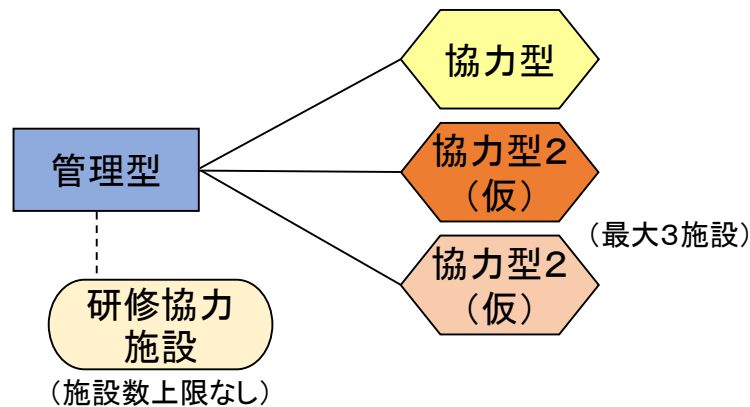 協力型
管理型
協力型2
（仮）
（最大3施設）
協力型2
（仮）
研修協力
施設
（施設数上限なし）